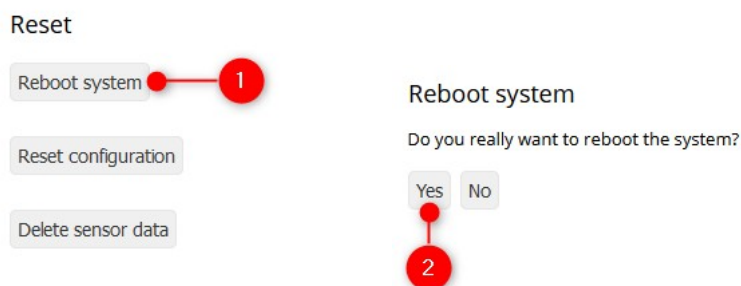 Reset
Reboot system
1
Reset configuration
Delete sensor data
Reboot system
Do you really want to reboot the system?
Yes No
2